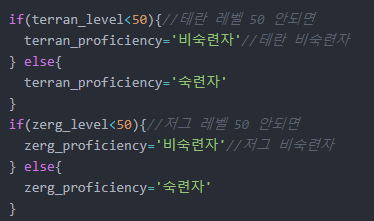 if(terran_level<50){//테란 레벨 50 안되면
  terran_proficiency='비숙련자'//테란 비숙련자
} else{
  terran_proficiency='숙련자'
}
if(zerg_level<50){//저그 레벨 50 안되면
  zerg_proficiency='비숙련자'//저그 비숙련자
} else{
  zerg_proficiency='숙련자'
}